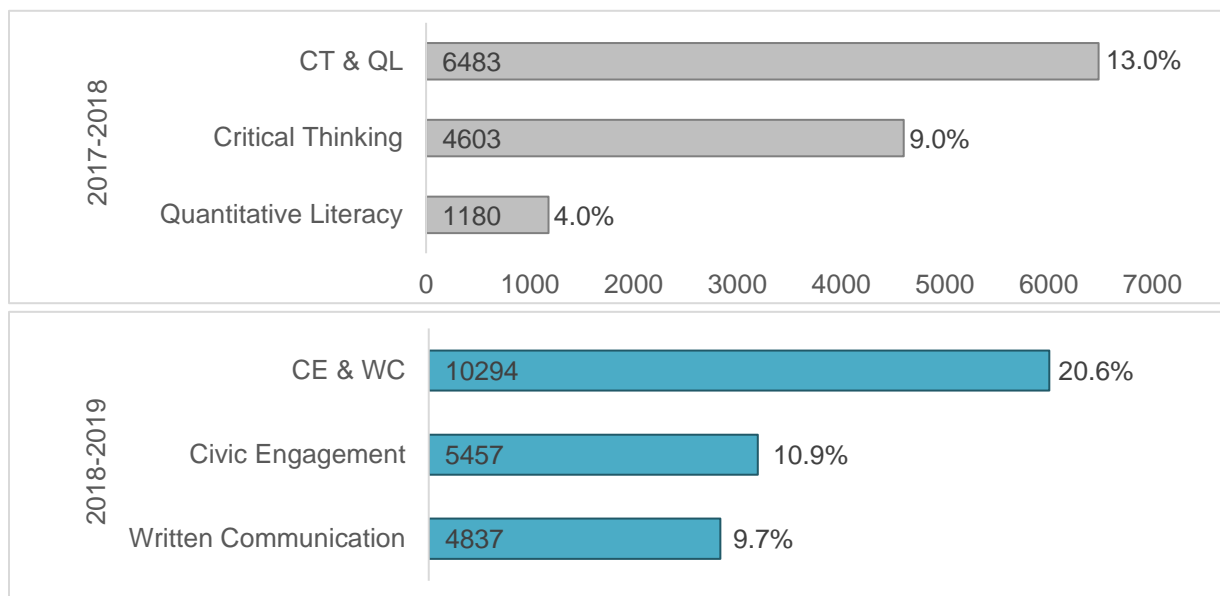 2017-2018
CT & QL 6483 13.0%
Critical Thinking 4603 9.0%
Quantitative Literacy 1180 4.0%
0 1000 2000 3000 4000 5000 6000 7000
2018-2019
CE & WC 10294 20.6%
Civic Engagement 5457 10.9%
Written Communication 4837 9.7%